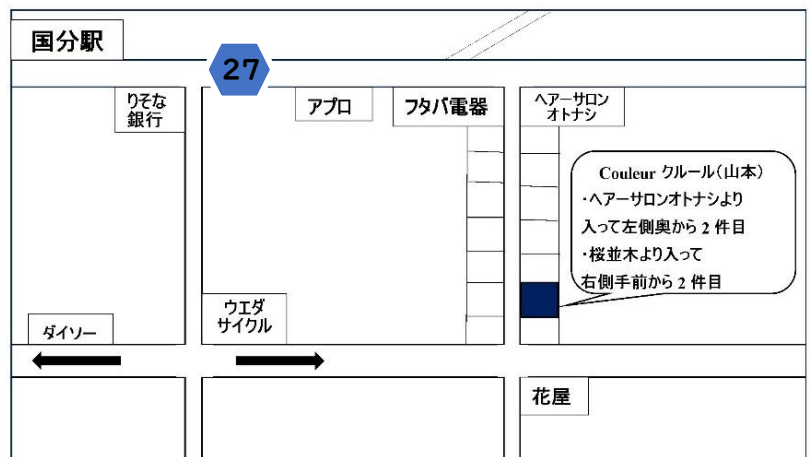 国分駅
27
りそな
銀行
アプロ
フタバ電器
ヘアーサロン
オトナシ
Couleur クルール(山本)
・ヘアーサロンオトナシより
入って左側奥から 2 件目
・桜並木より入って
右側手前から 2 件目
ウエダ
サイクル
ダイソー
花屋